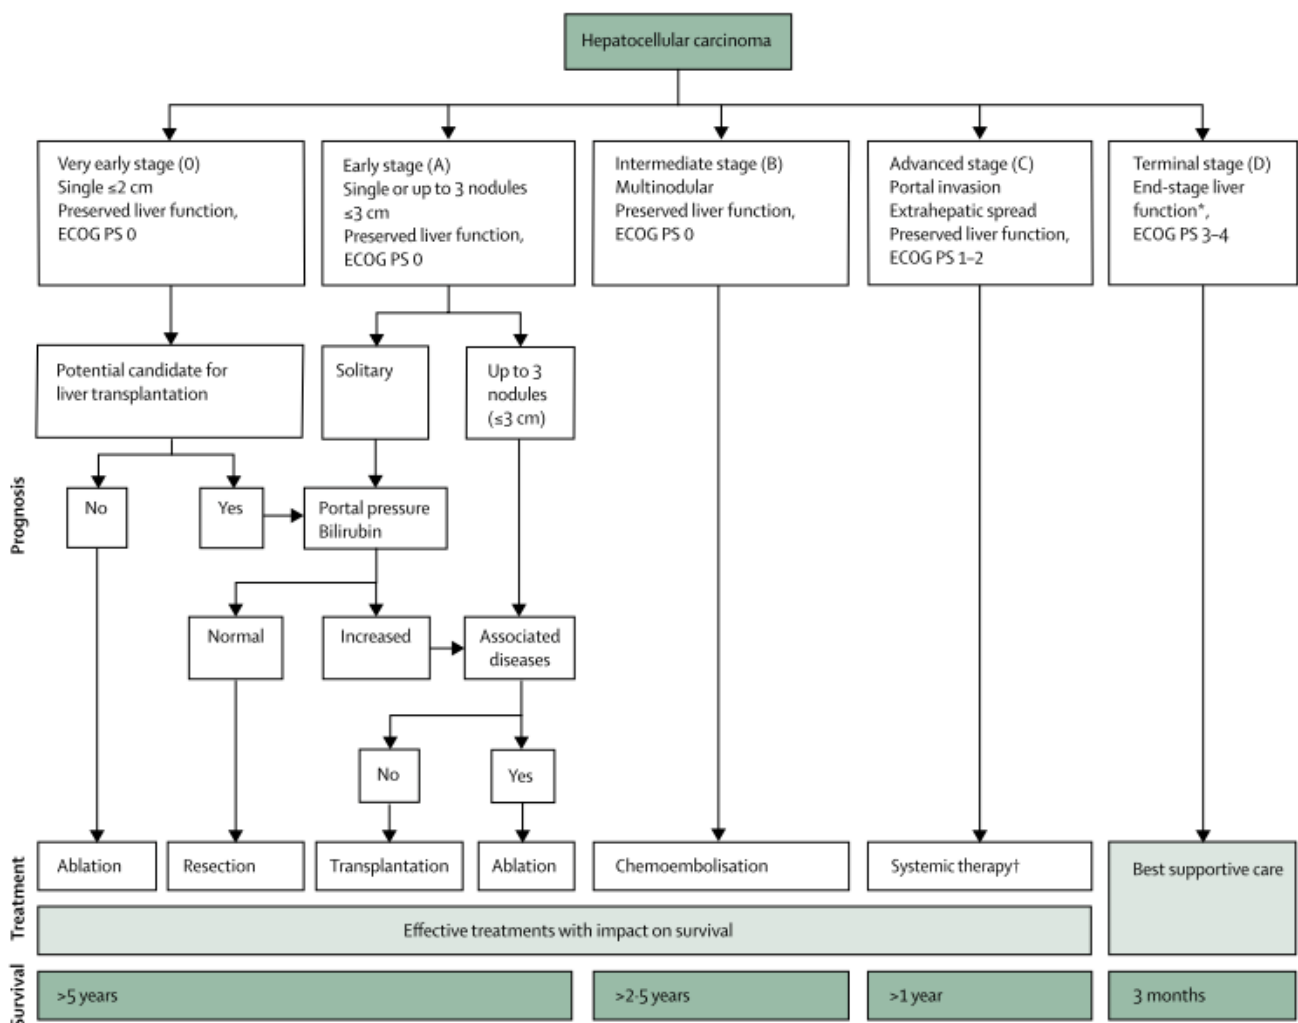 Hepatocellular carcinoma
Very early stage (0)
Single ≤2 cm
Preserved liver function,
ECOG PS 0
Early stage (A)
Single or up to 3 nodules
≤3 cm
Preserved liver function,
ECOG PS 0
Intermediate stage (B)
Multinodular
Preserved liver function,
ECOG PS 0
Advanced stage (C)
Portal invasion
Extrahepatic spread
Preserved liver function,
ECOG PS 1–2
Terminal stage (D)
End-stage liver
function*,
ECOG PS 3–4
Potential candidate for
liver transplantation
Solitary
Up to 3
nodules
(≤3 cm)
Prognosis
No
Yes
Portal pressure
Bilirubin
Normal
Increased
Associated
diseases
No
Yes
Treatment
Ablation
Resection
Transplantation
Ablation
Chemoembolisation
Systemic therapy†
Best supportive care
Effective treatments with impact on survival
Survival
>5 years
>2·5 years
>1 year
3 months